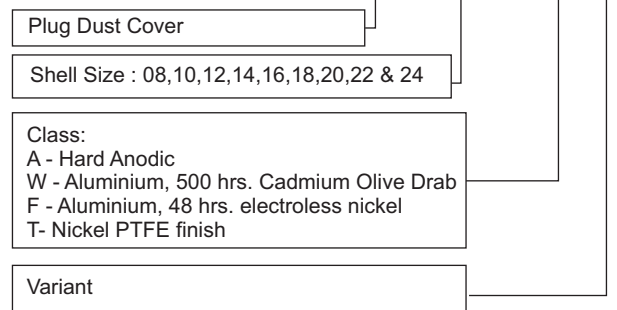 Plug Dust Cover
Shell Size : 08,10,12,14,16,18,20,22 & 24
Class:
A - Hard Anodic
W - Aluminium, 500 hrs. Cadmium Olive Drab
F - Aluminium, 48 hrs. electroless nickel
T- Nickel PTFE finish
Variant